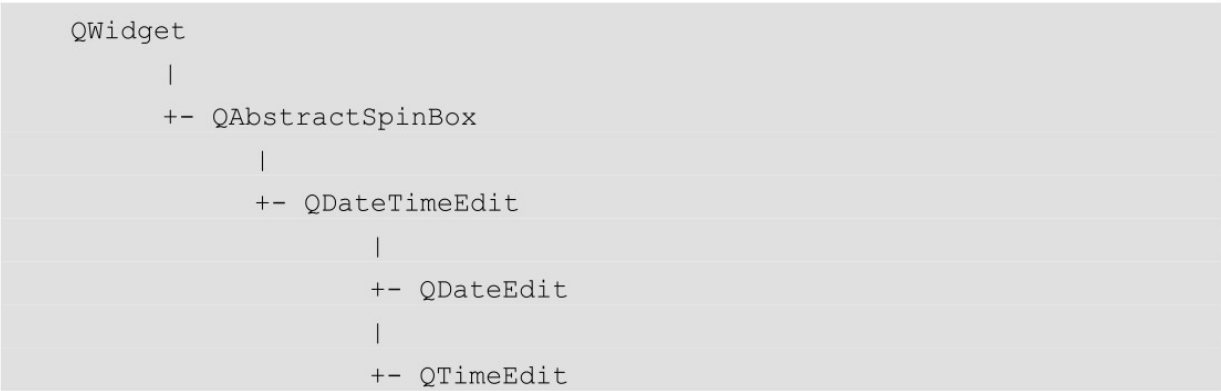 QWidget
|
+- QAbstractSpinBox
|
+- QDateTimeEdit
|
+- QDateEdit
|
+- QTimeEdit